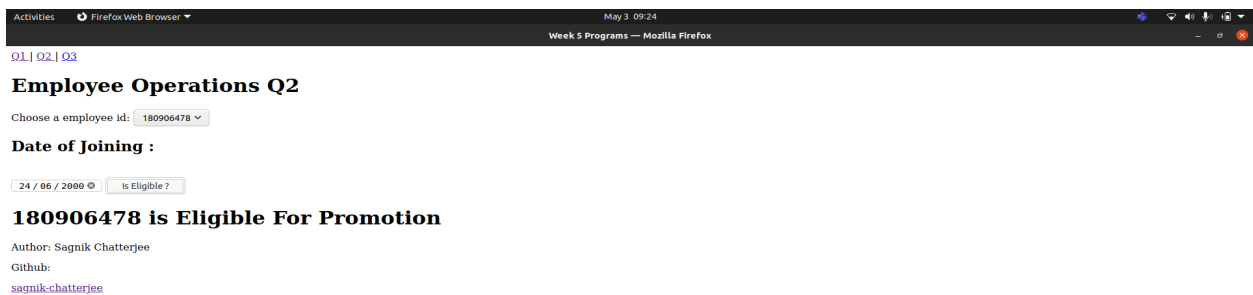 Activities Firefox Web Browser May 3 09:24
Week 5 Programs — Mozilla Firefox
Q1 | Q2 | Q3
Employee Operations Q2
Choose a employee id: 180906478
Date of Joining :
24 / 06 / 2000 Is Eligible ?
180906478 is Eligible For Promotion
Author: Sagnik Chatterjee
Github:
sagnik-chatterjee